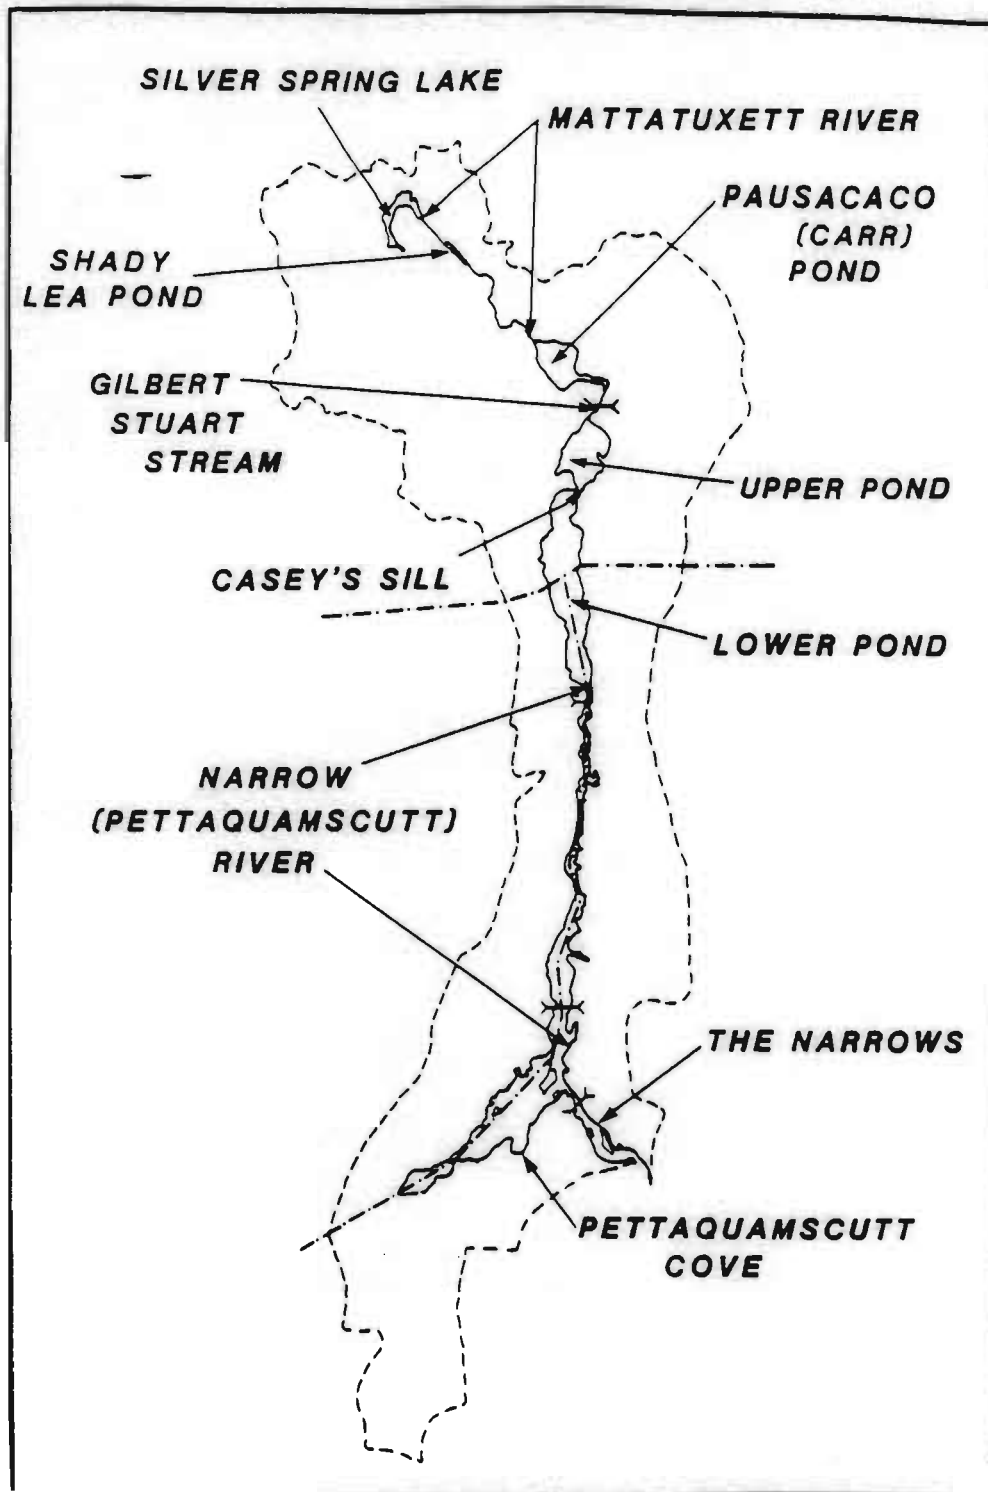 SILVER SPRING LAKE
MATTATUXETT RIVER
PAUSACACO
(CARR)
POND
SHADY
LEA POND
GILBERT
STUART
STREAM
UPPER POND
CASEY'S SILL
LOWER POND
NARROW
(PETTAQUAMSCUTT)
RIVER
THE NARROWS
PETTAQUAMSCUTT
COVE